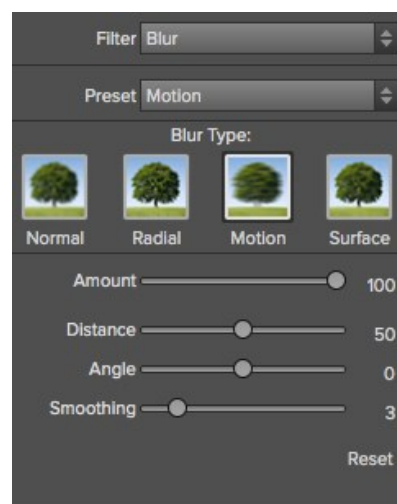 Filter Blur
Preset Motion
Blur Type:
Normal Radial Motion Surface
Amount 100
Distance 50
Angle 0
Smoothing 3
Reset